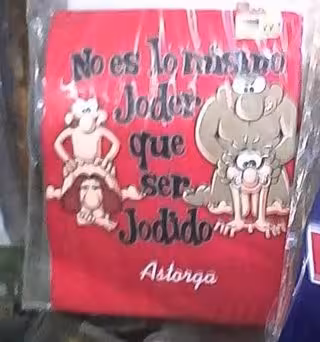 No es lo mismo
Joder
que
ser
Jodido
Astorga